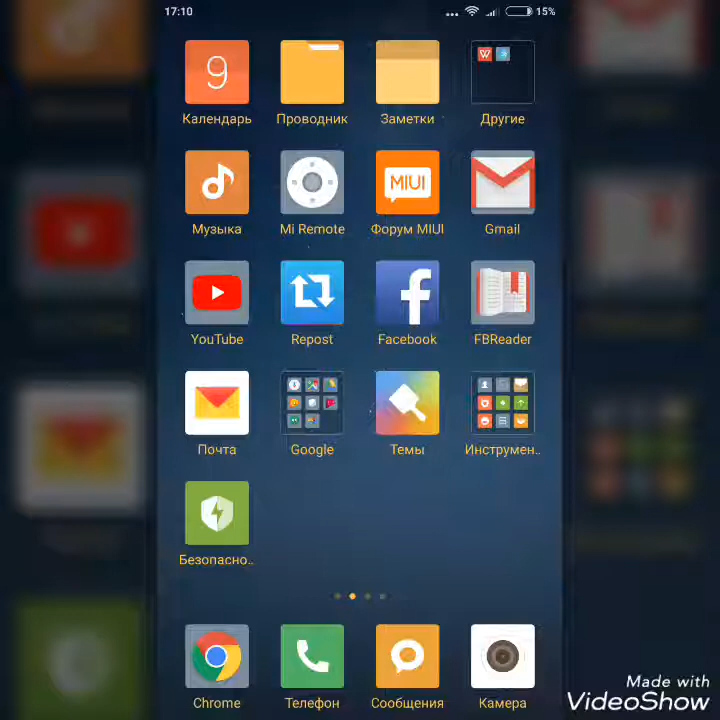 17:10 15%
9
Календарь Проводник Заметки Другие
MIUI
Музыка Mi Remote Форум MIUI Gmail
YouTube Repost Facebook FBReader
Почта Google Темы Инструмен..
Безопасно..
Chrome Телефон Сообщения Камера
Made with
VideoShow